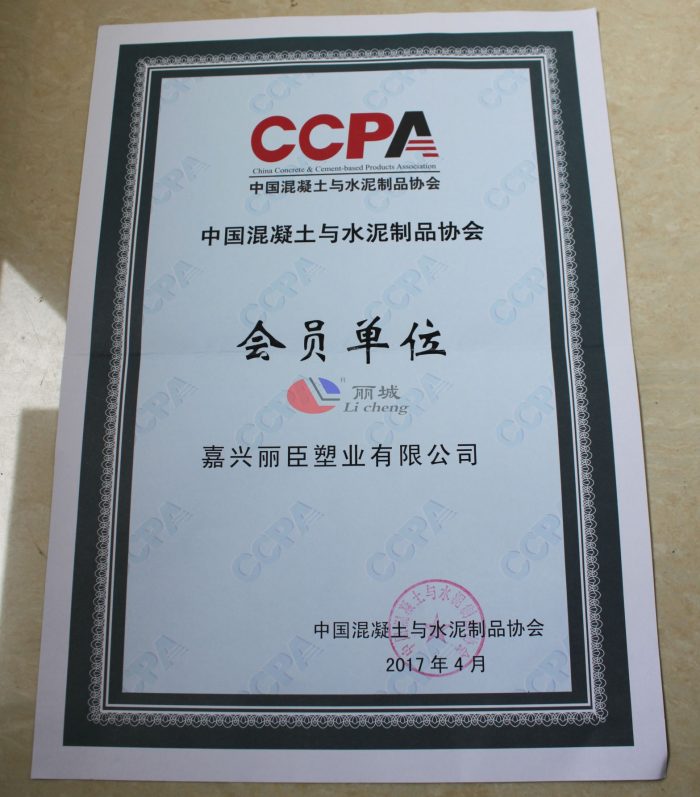 CCPA
China Concrete & Cement-based Products Association
中国混凝土与水泥制品协会
中国混凝土与水泥制品协会
会员单位
丽城
Li cheng
嘉兴丽臣塑业有限公司
中国混凝土与水泥制品协会
2017年4月